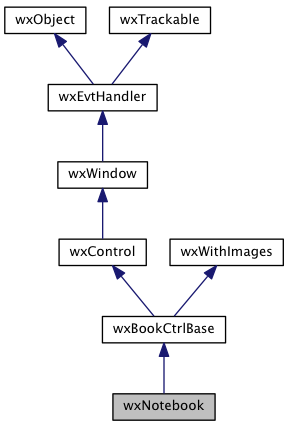 wxObject
wxTrackable
wxEvtHandler
wxWindow
wxControl
wxWithImages
wxBookCtrlBase
wxNotebook